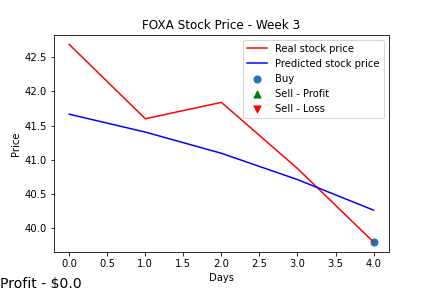 FOXA Stock Price - Week 3
Real stock price
Predicted stock price
Buy
Sell - Profit
Sell - Loss
Price
42.5
42.0
41.5
41.0
40.5
40.0
0.0 0.5 1.0 1.5 2.0 2.5 3.0 3.5 4.0
Days
Profit - $0.0